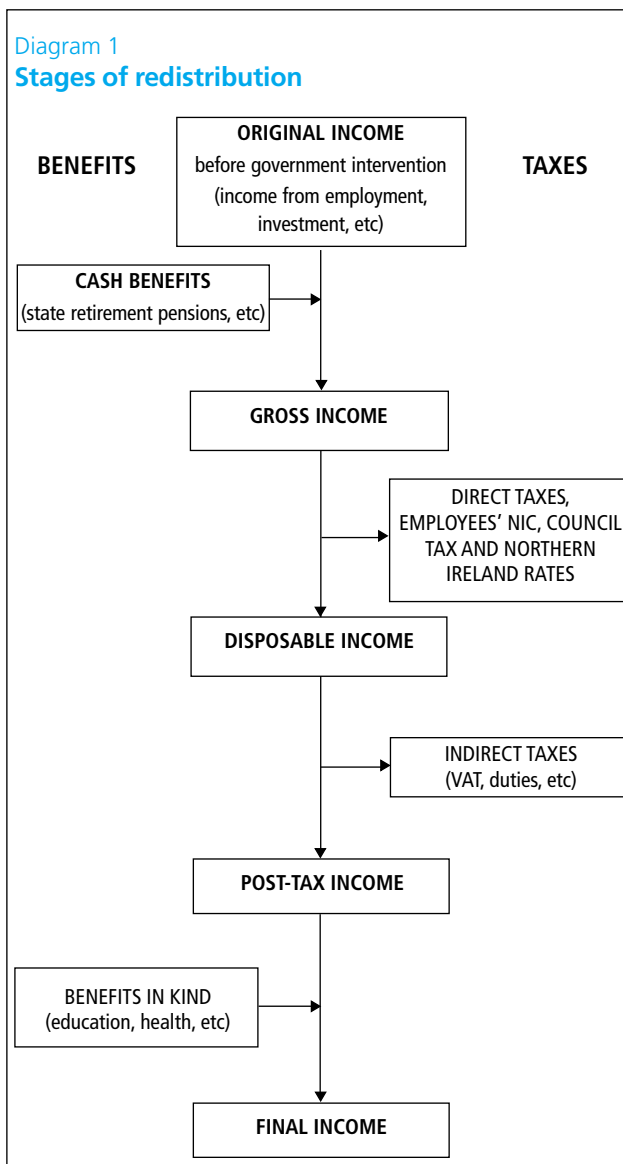 Diagram 1
Stages of redistribution
BENEFITS
ORIGINAL INCOME
before government intervention
(income from employment,
investment, etc)
TAXES
CASH BENEFITS
(state retirement pensions, etc)
GROSS INCOME
DIRECT TAXES,
EMPLOYEES’ NIC, COUNCIL
TAX AND NORTHERN
IRELAND RATES
DISPOSABLE INCOME
INDIRECT TAXES
(VAT, duties, etc)
POST-TAX INCOME
BENEFITS IN KIND
(education, health, etc)
FINAL INCOME